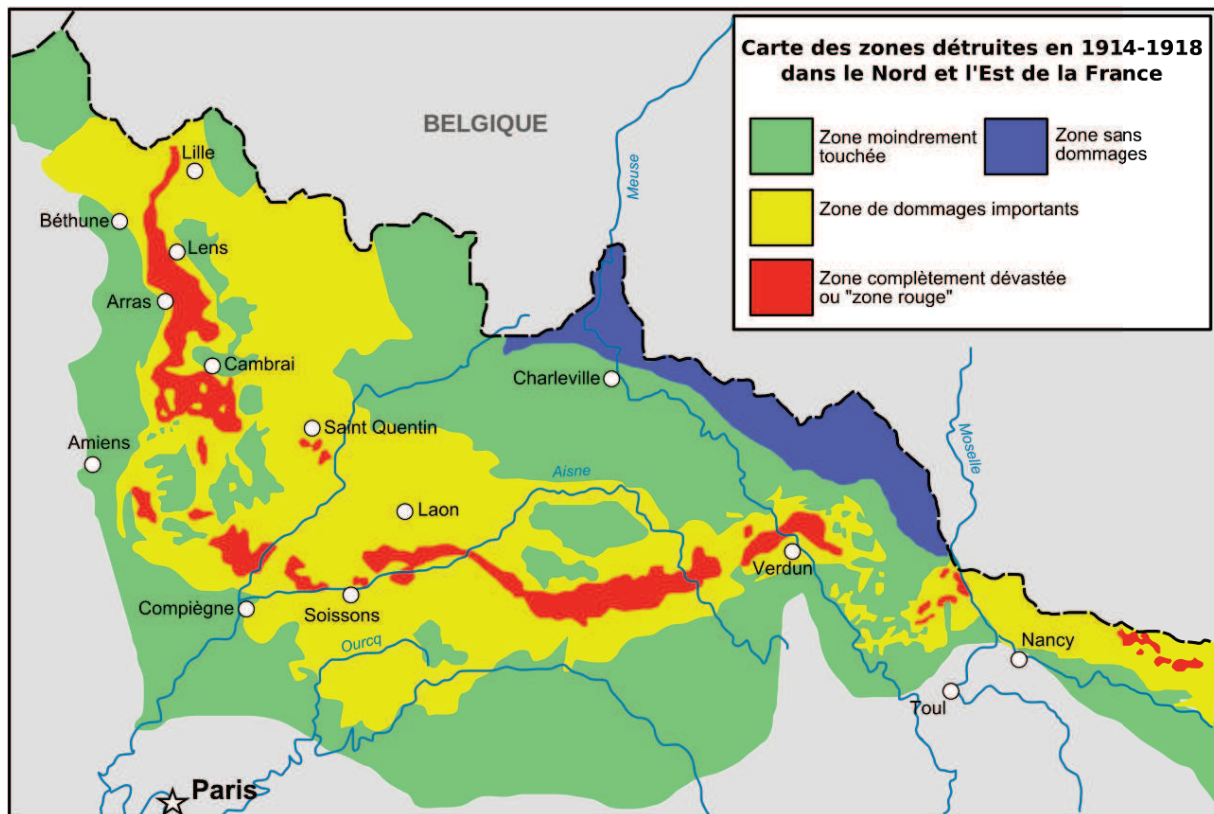 Carte des zones détruites en 1914-1918
dans le Nord et l'Est de la France
Zone moindrement
touchée
Zone sans
dommages
Zone de dommages importants
Zone complètement dévastée
ou "zone rouge"
BELGIQUE
Meuse
Lille
Béthune
Lens
Arras
Cambrai
Charleville
Saint Quentin
Amiens
Moselle
Aisne
Laon
Verdun
Compiègne
Soissons
Ourcq
Nancy
Toul
Paris